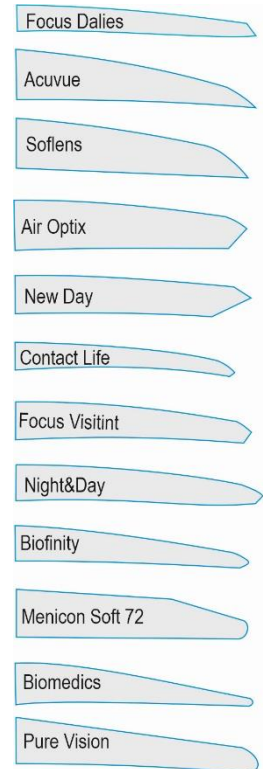 Focus Dalies
Acuvue
Soflens
Air Optix
New Day
Contact Life
Focus Visitint
Night&Day
Biofinity
Menicon Soft 72
Biomedics
Pure Vision